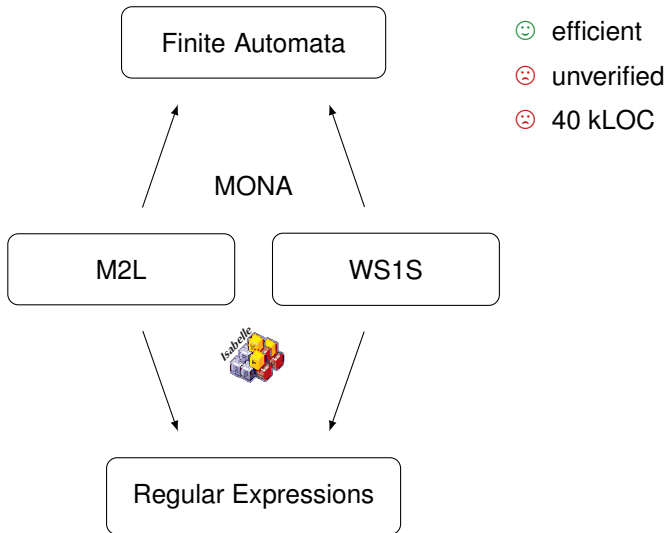 Finite Automata
efficient
unverified
40 kLOC
MONA
M2L
WS1S
Isabelle
Regular Expressions